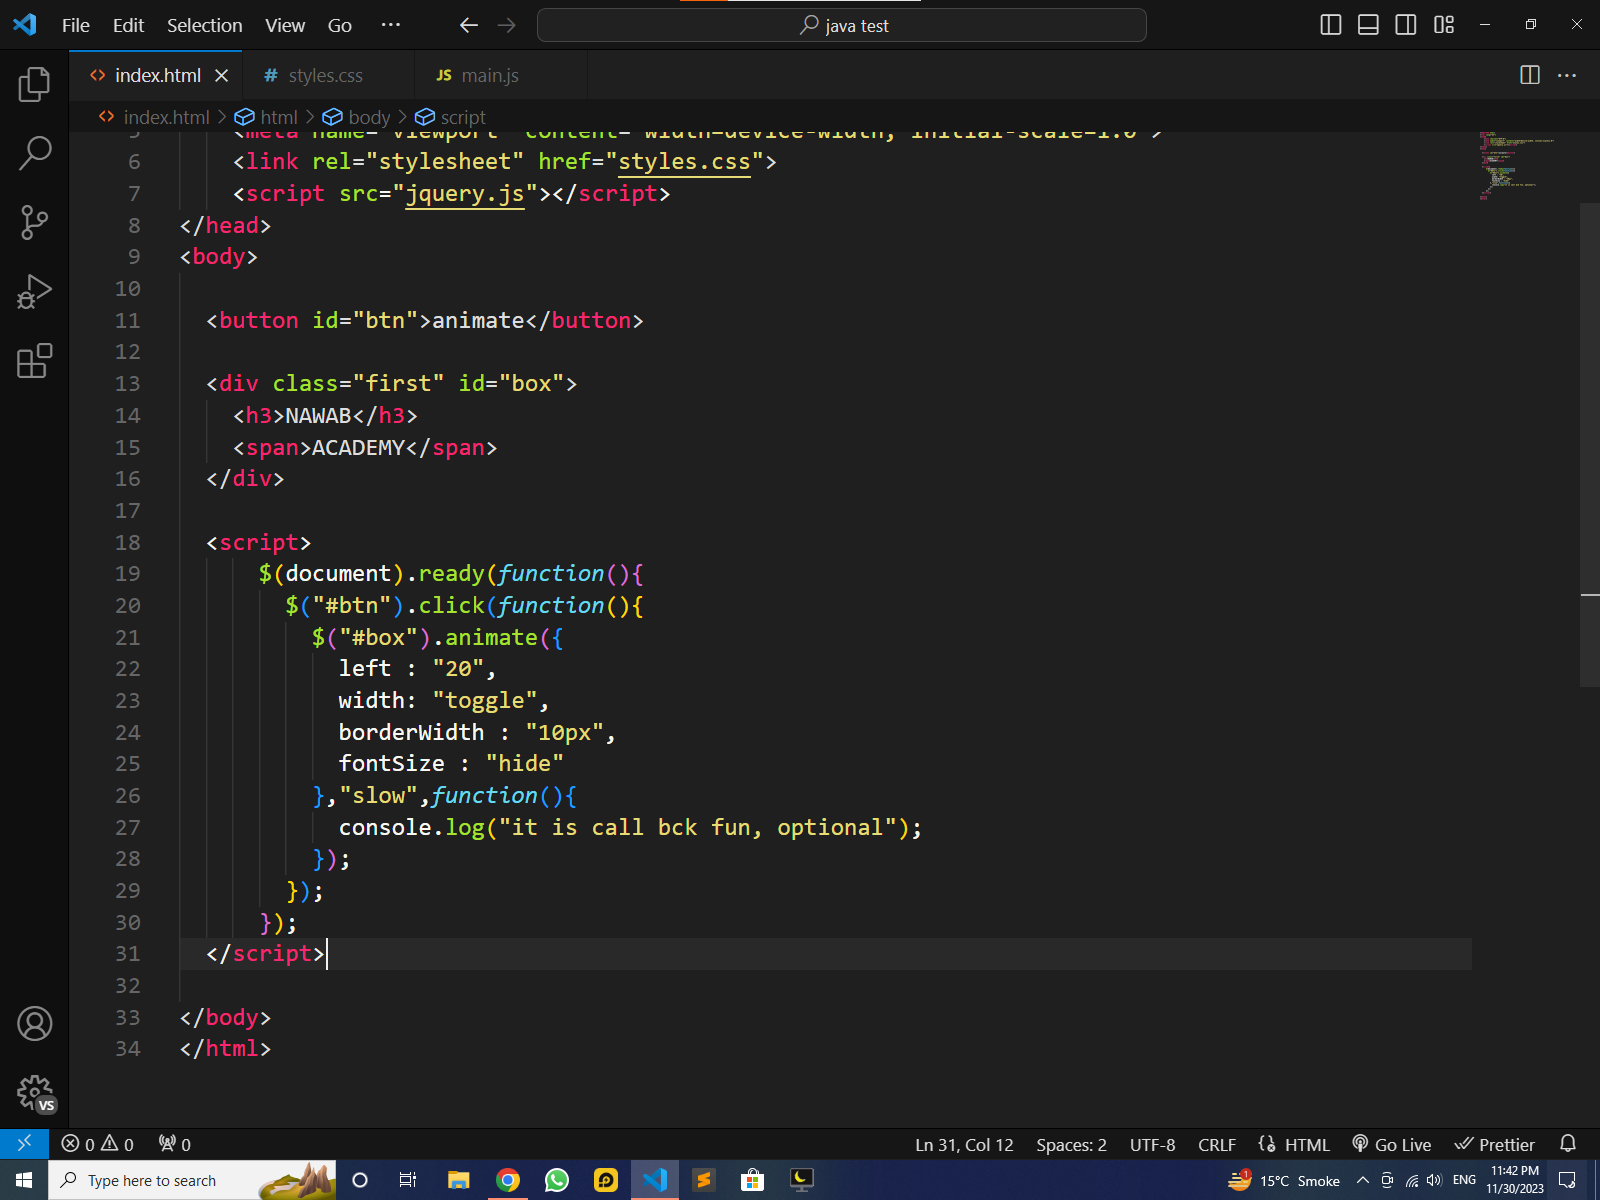 File Edit Selection View Go ··· java test
index.html # styles.css JS main.js
index.html > html > body > script
5 <meta name="viewport" content="width=device-width, initial-scale=1.0">
6 <link rel="stylesheet" href="styles.css">
7 <script src="jquery.js"></script>
8 </head>
9 <body>
10
11 <button id="btn">animate</button>
12
13 <div class="first" id="box">
14 <h3>NAWAB</h3>
15 <span>ACADEMY</span>
16 </div>
17
18 <script>
19 $(document).ready(function(){
20 $("#btn").click(function(){
21 $("#box").animate({
22 left : "20",
23 width: "toggle",
24 borderWidth : "10px",
25 fontSize : "hide"
26 },"slow",function(){
27 console.log("it is call bck fun, optional");
28 });
29 });
30 });
31 </script>
32
33 </body>
34 </html>
VS
0 0 0 Ln 31, Col 12 Spaces: 2 UTF-8 CRLF HTML Go Live Prettier
Type here to search 15°C Smoke ENG 11:42 PM
11/30/2023